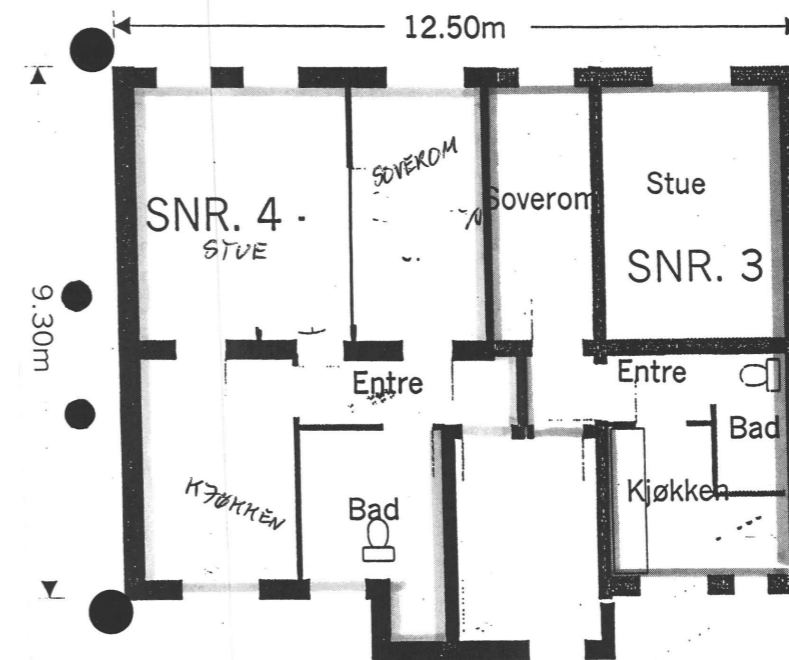 12.50m
9.30m
SOVEROM
Soverom
Stue
SNR. 4
STUE
SNR. 3
Entre
Entre
Bad
KJØKKEN
Bad
Kjøkken